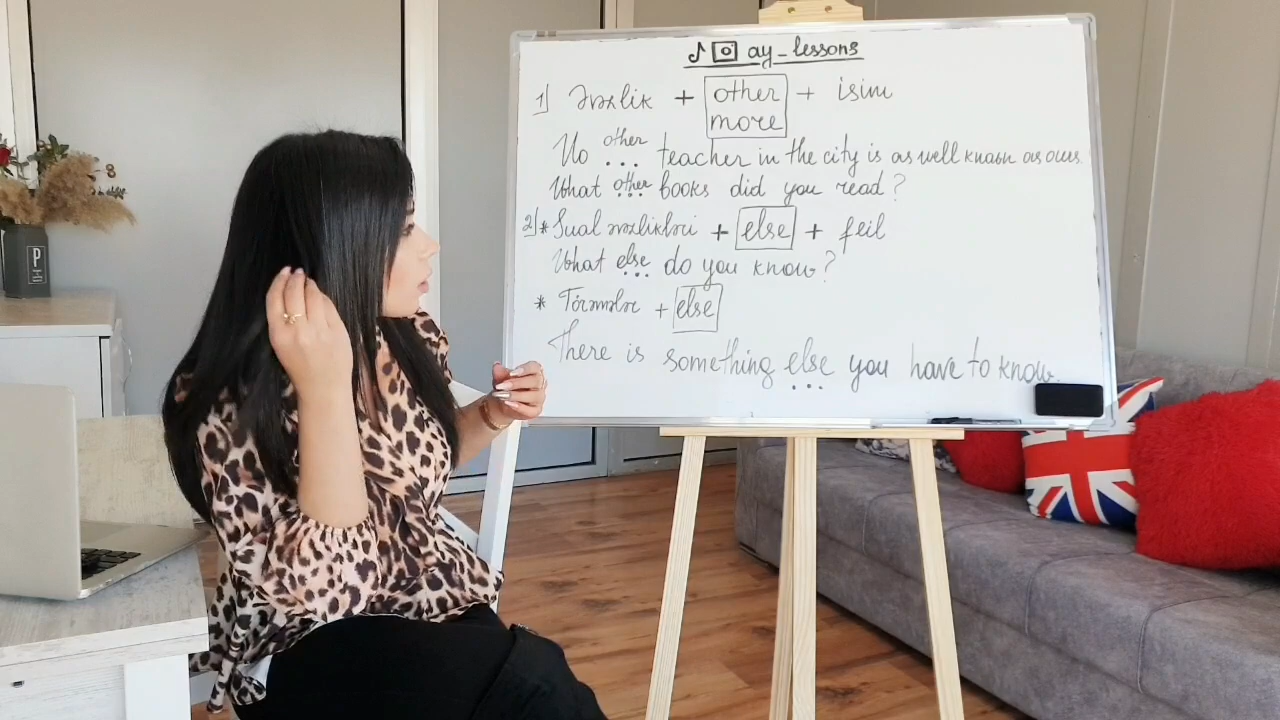 ay_lessons
1) Əvəzlik + other + isim
more
other
No ... teacher in the city is as well known as ours.
What other books did you read?
2) * Sual əvəzlikləri + else + feil
What else do you know?
* Törəmələr + else
There is something else you have to know.
P